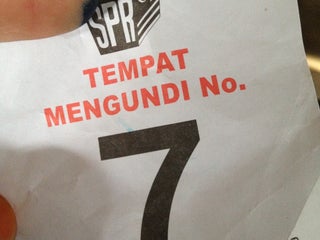 SPR
TEMPAT
MENGUNDI No.
7